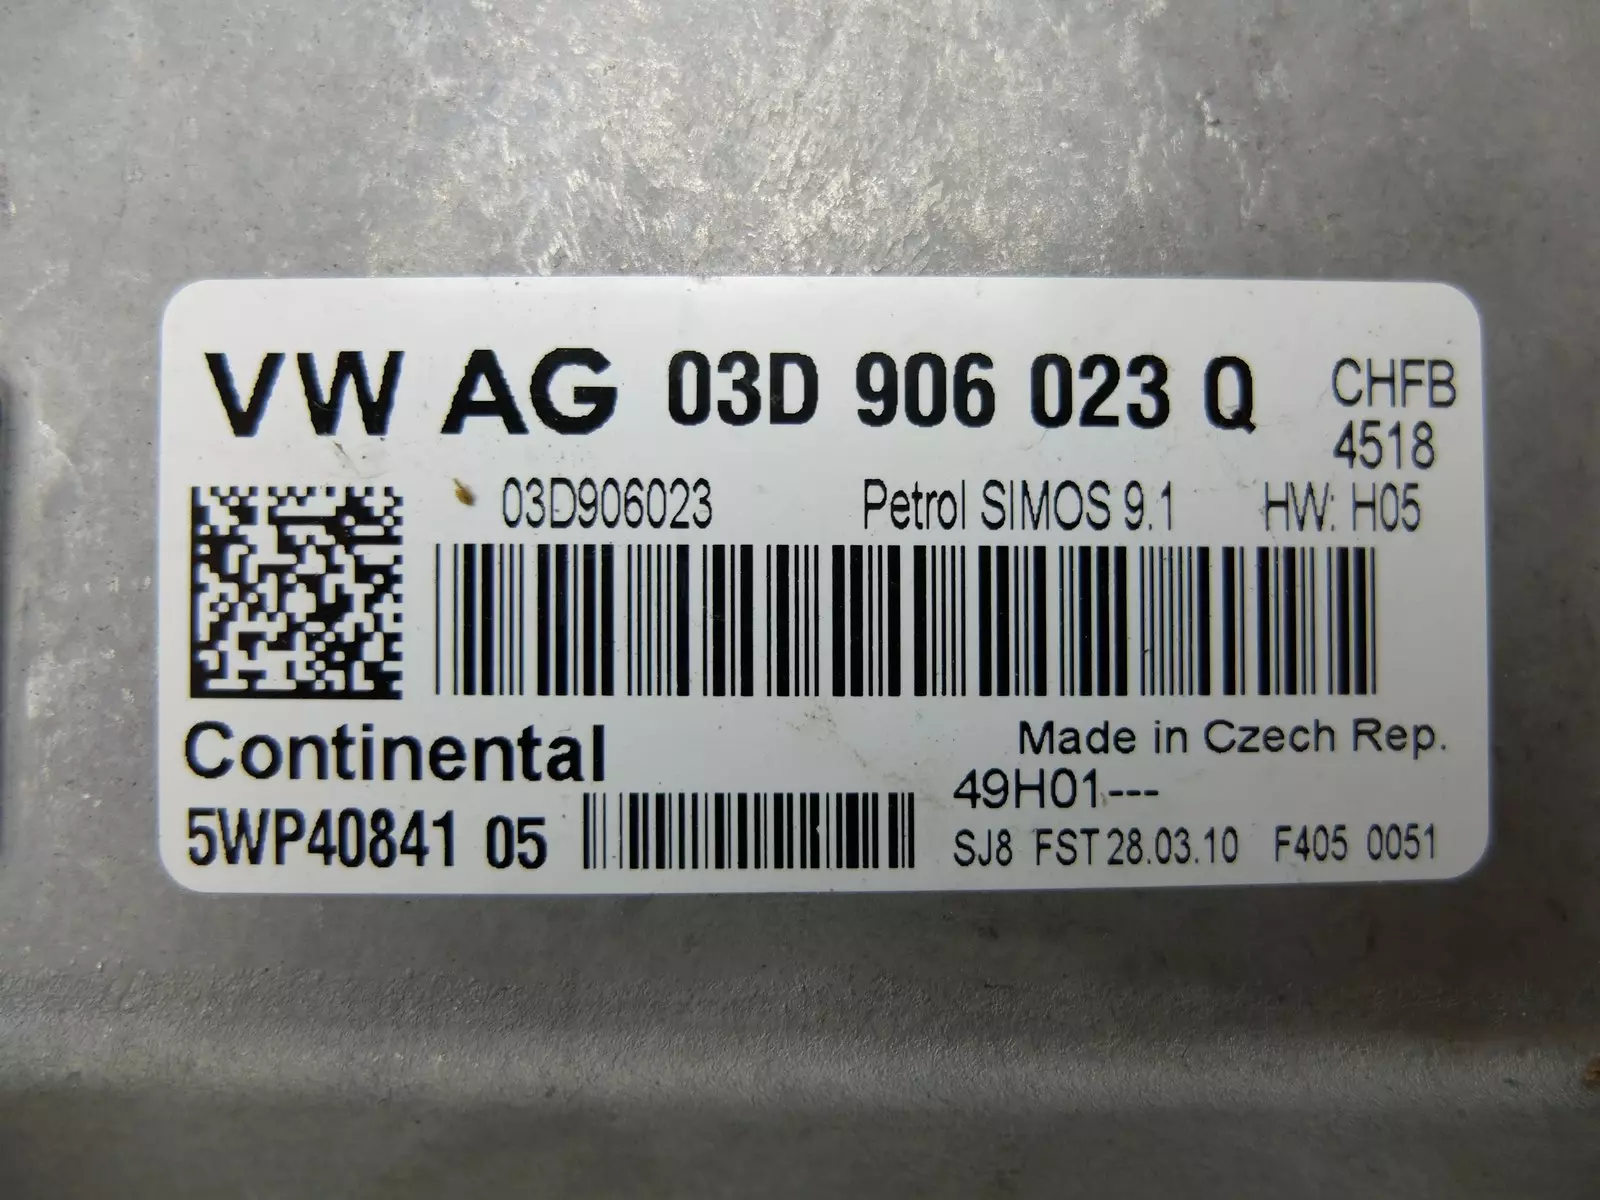 VW AG 03D 906 023 Q CHFB
4518
03D906023 Petrol SIMOS 9.1 HW: H05
Continental Made in Czech Rep.
49H01---
5WP40841 05 SJ8 FST 28.03.10 F405 0051